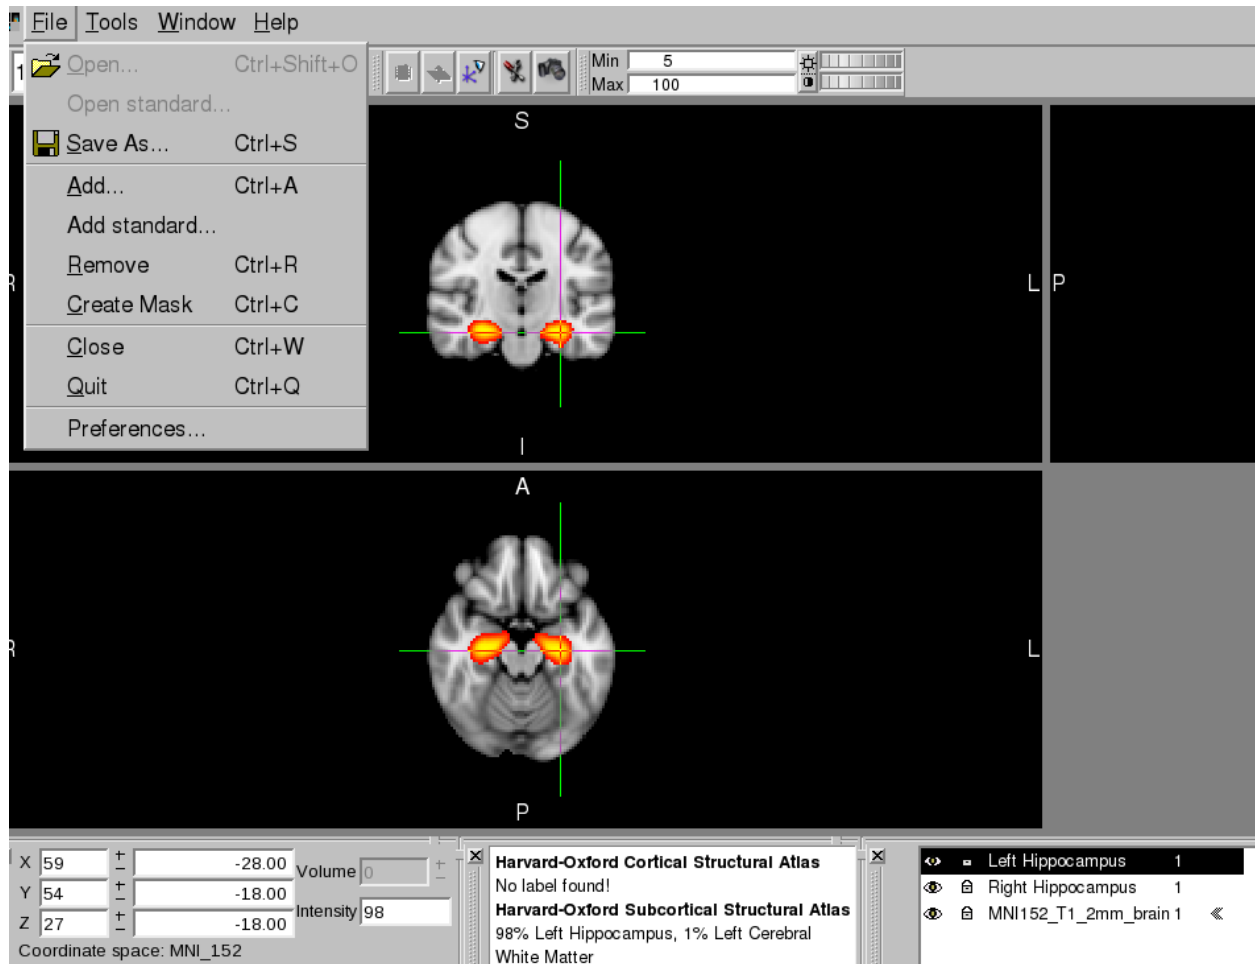 File Tools Window Help
Open... Ctrl+Shift+O
Open standard...
Save As... Ctrl+S
Add... Ctrl+A
Add standard...
Remove Ctrl+R
Create Mask Ctrl+C
Close Ctrl+W
Quit Ctrl+Q
Preferences...
1
Min 5
Max 100
S
R
L
P
I
A
R
L
P
X 59 -28.00
Y 54 -18.00
Z 27 -18.00
Volume 0
Intensity 98
Coordinate space: MNI_152
Harvard-Oxford Cortical Structural Atlas
No label found!
Harvard-Oxford Subcortical Structural Atlas
98% Left Hippocampus, 1% Left Cerebral
White Matter
Left Hippocampus 1
Right Hippocampus 1
MNI152_T1_2mm_brain 1